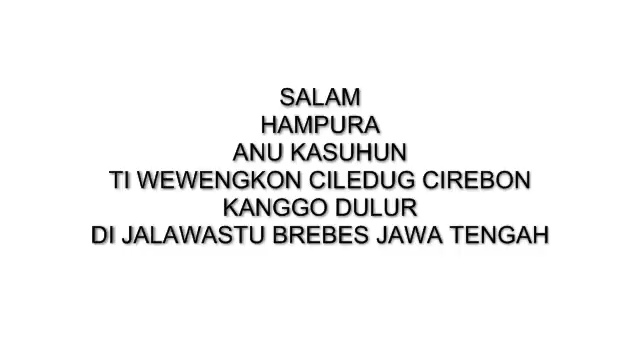 SALAM
HAMPURA
ANU KASUHUN
TI WEWENGKON CILEDUG CIREBON
KANGGO DULUR
DI JALAWASTU BREBES JAWA TENGAH